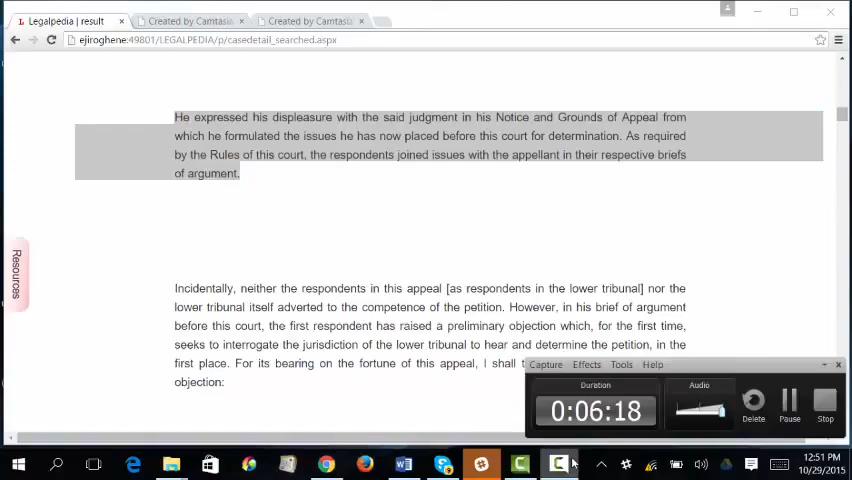 Legalpedia | result
Created by Camtasia
Created by Camtasia
ejiroghene:49801/LEGALPEDIA/p/casedetail_searched.aspx
He expressed his displeasure with the said judgment in his Notice and Grounds of Appeal from
which he formulated the issues he has now placed before this court for determination. As required
by the Rules of this court, the respondents joined issues with the appellant in their respective briefs
of argument.
Resources
Incidentally, neither the respondents in this appeal [as respondents in the lower tribunal] nor the
lower tribunal itself adverted to the competence of the petition. However, in his brief of argument
before this court, the first respondent has raised a preliminary objection which, for the first time,
seeks to interrogate the jurisdiction of the lower tribunal to hear and determine the petition, in the
first place. For its bearing on the fortune of this appeal, I shall
objection:
Capture Effects Tools Help
Duration
0:06:18
Audio
Delete
Pause
Stop
12:51 PM
10/29/2015